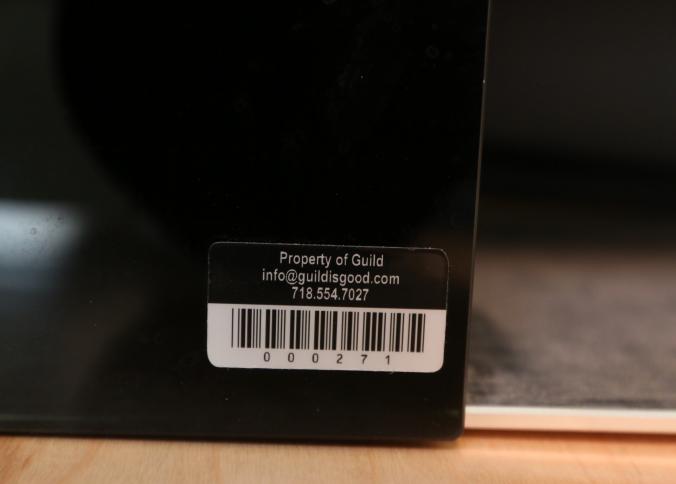 Property of Guild
info@guildisgood.com
718.554.7027
000271